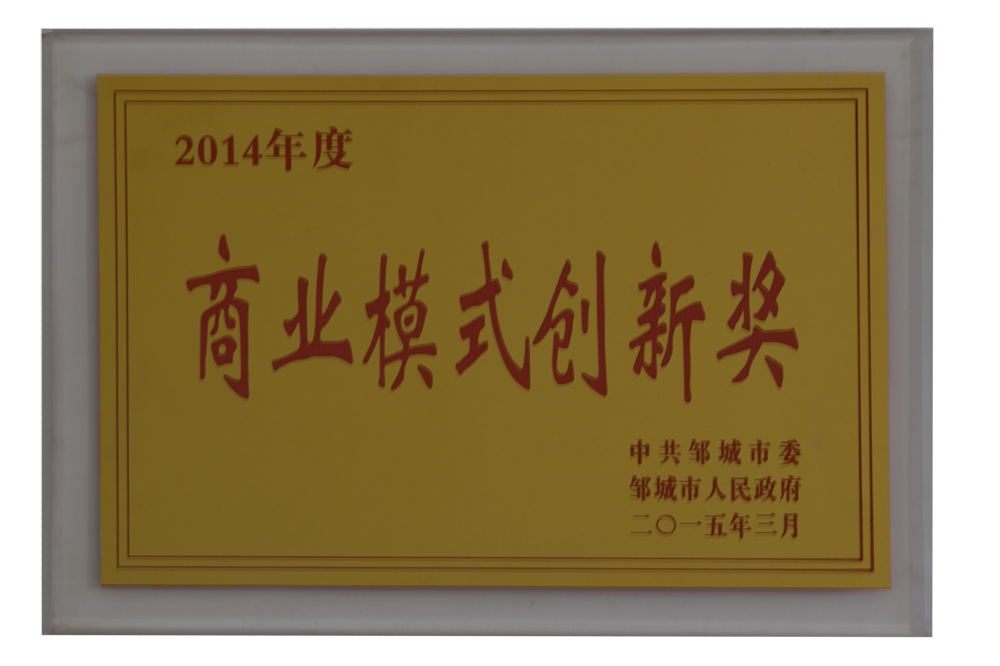 2014年度
商业模式创新奖
中共邹城市委
邹城市人民政府
二〇一五年三月